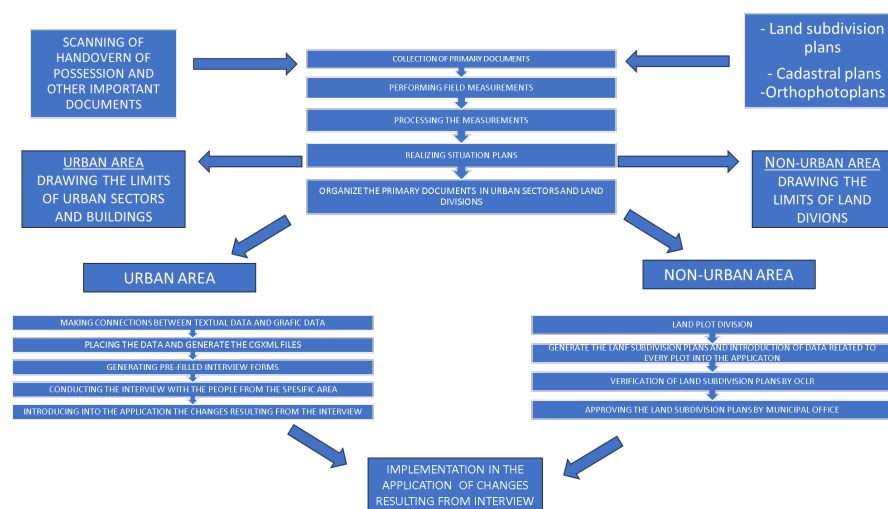 SCANNING OF
HANDOVERN OF
POSSESSION AND
OTHER IMPORTANT
DOCUMENTS
COLLECTION OF PRIMARY DOCUMENTS
PERFORMING FIELD MEASUREMENTS
PROCESSING THE MEASUREMENTS
REALIZING SITUATION PLANS
ORGANIZE THE PRIMARY DOCUMENTS IN URBAN SECTORS AND LAND
DIVISIONS
- Land subdivision
plans
- Cadastral plans
-Orthophotoplans
URBAN AREA
DRAWING THE LIMITS
OF URBAN SECTORS
AND BUILDINGS
NON-URBAN AREA
DRAWING THE
LIMITS OF LAND
DIVIONS
URBAN AREA
NON-URBAN AREA
MAKING CONNECTIONS BETWEEN TEXTUAL DATA AND GRAFIC DATA
PLACING THE DATA AND GENERATE THE CGXML FILES
GENERATING PRE-FILLED INTERVIEW FORMS
CONDUCTING THE INTERVIEW WITH THE PEOPLE FROM THE SPESIFIC AREA
INTRODUCING INTO THE APPLICATION THE CHANGES RESULTING FROM THE INTERVIEW
LAND PLOT DIVISION
GENERATE THE LANF SUBDIVISION PLANS AND INTRODUCTION OF DATA RELATED TO
EVERY PLOT INTO THE APPLICATON
VERIFICATION OF LAND SUBDIVISION PLANS BY OCLR
APPROVING THE LAND SUBDIVISION PLANS BY MUNICIPAL OFFICE
IMPLEMENTATION IN THE
APPLICATION OF CHANGES
RESULTING FROM INTERVIEW